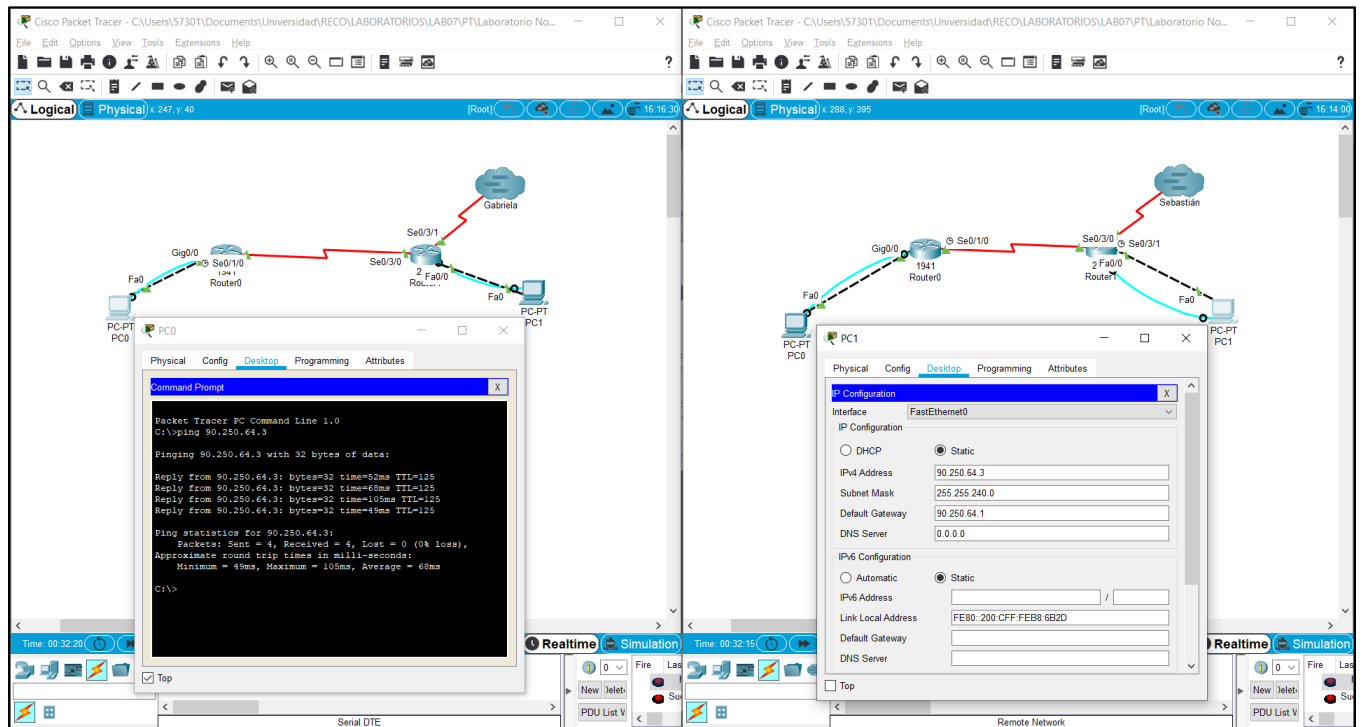 Cisco Packet Tracer - C:\Users\57301\Documents\Universidad\RECO\LABORATORIOS\LAB07\PT\Laboratorio No...
File Edit Options View Tools Extensions Help
?
Logical Physical x: 247, y: 40 [Root] 16:16:30
Gabriela
Se0/3/1
Gig0/0
Se0/1/0
Se0/3/0
1941
Router0
2 Fa0/0
Fa0
Fa0
PC-PT
PC0
PC-PT
PC1
PC0
Physical Config Desktop Programming Attributes
Command Prompt X
Packet Tracer PC Command Line 1.0
C:\>ping 90.250.64.3
Pinging 90.250.64.3 with 32 bytes of data:
Reply from 90.250.64.3: bytes=32 time=52ms TTL=125
Reply from 90.250.64.3: bytes=32 time=68ms TTL=125
Reply from 90.250.64.3: bytes=32 time=105ms TTL=125
Reply from 90.250.64.3: bytes=32 time=49ms TTL=125
Ping statistics for 90.250.64.3:
Packets: Sent = 4, Received = 4, Lost = 0 (0% loss),
Approximate round trip times in milli-seconds:
Minimum = 49ms, Maximum = 105ms, Average = 68ms
C:\>
Top
Time: 00:32:20 Realtime Simulation
0 Fire Las
New
PDU List
Serial DTE
Cisco Packet Tracer - C:\Users\57301\Documents\Universidad\RECO\LABORATORIOS\LAB07\PT\Laboratorio No...
File Edit Options View Tools Extensions Help
?
Logical Physical x: 288, y: 395 [Root] 16:14:00
Sebastián
Gig0/0
Se0/1/0
Se0/3/0
Se0/3/1
1941
Router0
2 Fa0/0
Router1
Fa0
Fa0
PC-PT
PC0
PC-PT
PC1
PC1
Physical Config Desktop Programming Attributes
IP Configuration X
Interface FastEthernet0
IP Configuration
DHCP Static
IPv4 Address 90.250.64.3
Subnet Mask 255.255.240.0
Default Gateway 90.250.64.1
DNS Server 0.0.0.0
IPv6 Configuration
Automatic Static
IPv6 Address /
Link Local Address FE80::200:CFF:FEB8:6B2D
Default Gateway
DNS Server
Top
Time: 00:32:15 Realtime Simulation
0 Fire Las
New
PDU List
Remote Network